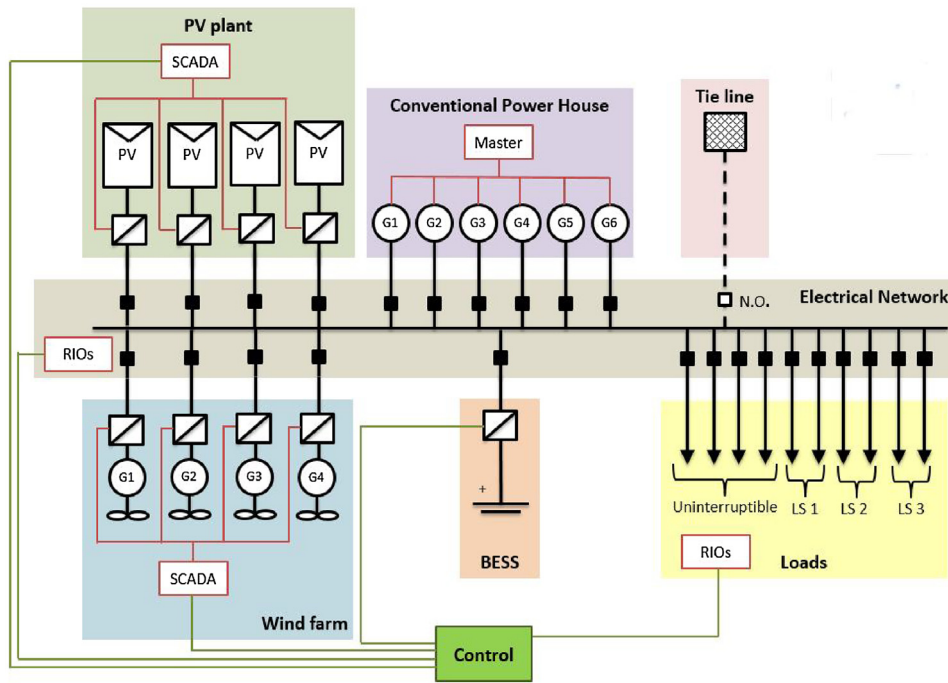 PV plant
SCADA
PV PV PV PV
Conventional Power House
Master
G1 G2 G3 G4 G5 G6
Tie line
N.O.
Electrical Network
RIOs
G1 G2 G3 G4
SCADA
Wind farm
+
BESS
Uninterruptible LS 1 LS 2 LS 3
RIOs
Loads
Control